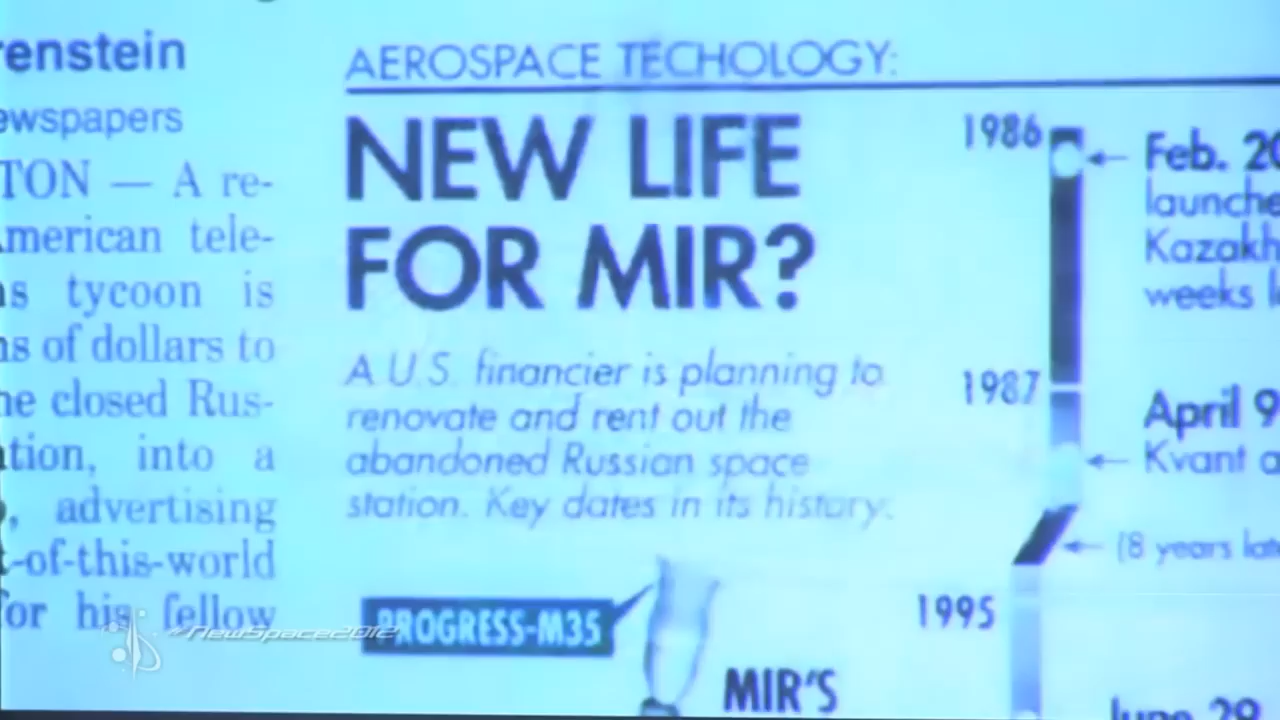 renstein
ewspapers
TON — A re-
American tele-
s tycoon is
ns of dollars to
he closed Rus-
ation, into a
, advertising
t-of-this-world
for his fellow
AEROSPACE TECHOLOGY:
NEW LIFE
FOR MIR?
A U.S. financier is planning to
renovate and rent out the
abandoned Russian space
station. Key dates in its history:
PROGRESS-M35
MIR'S
1986
Feb. 20
launche
Kazakh
weeks l
1987
April 9
Kvant a
(8 years lat
1995
June 29
#NewSpace2012